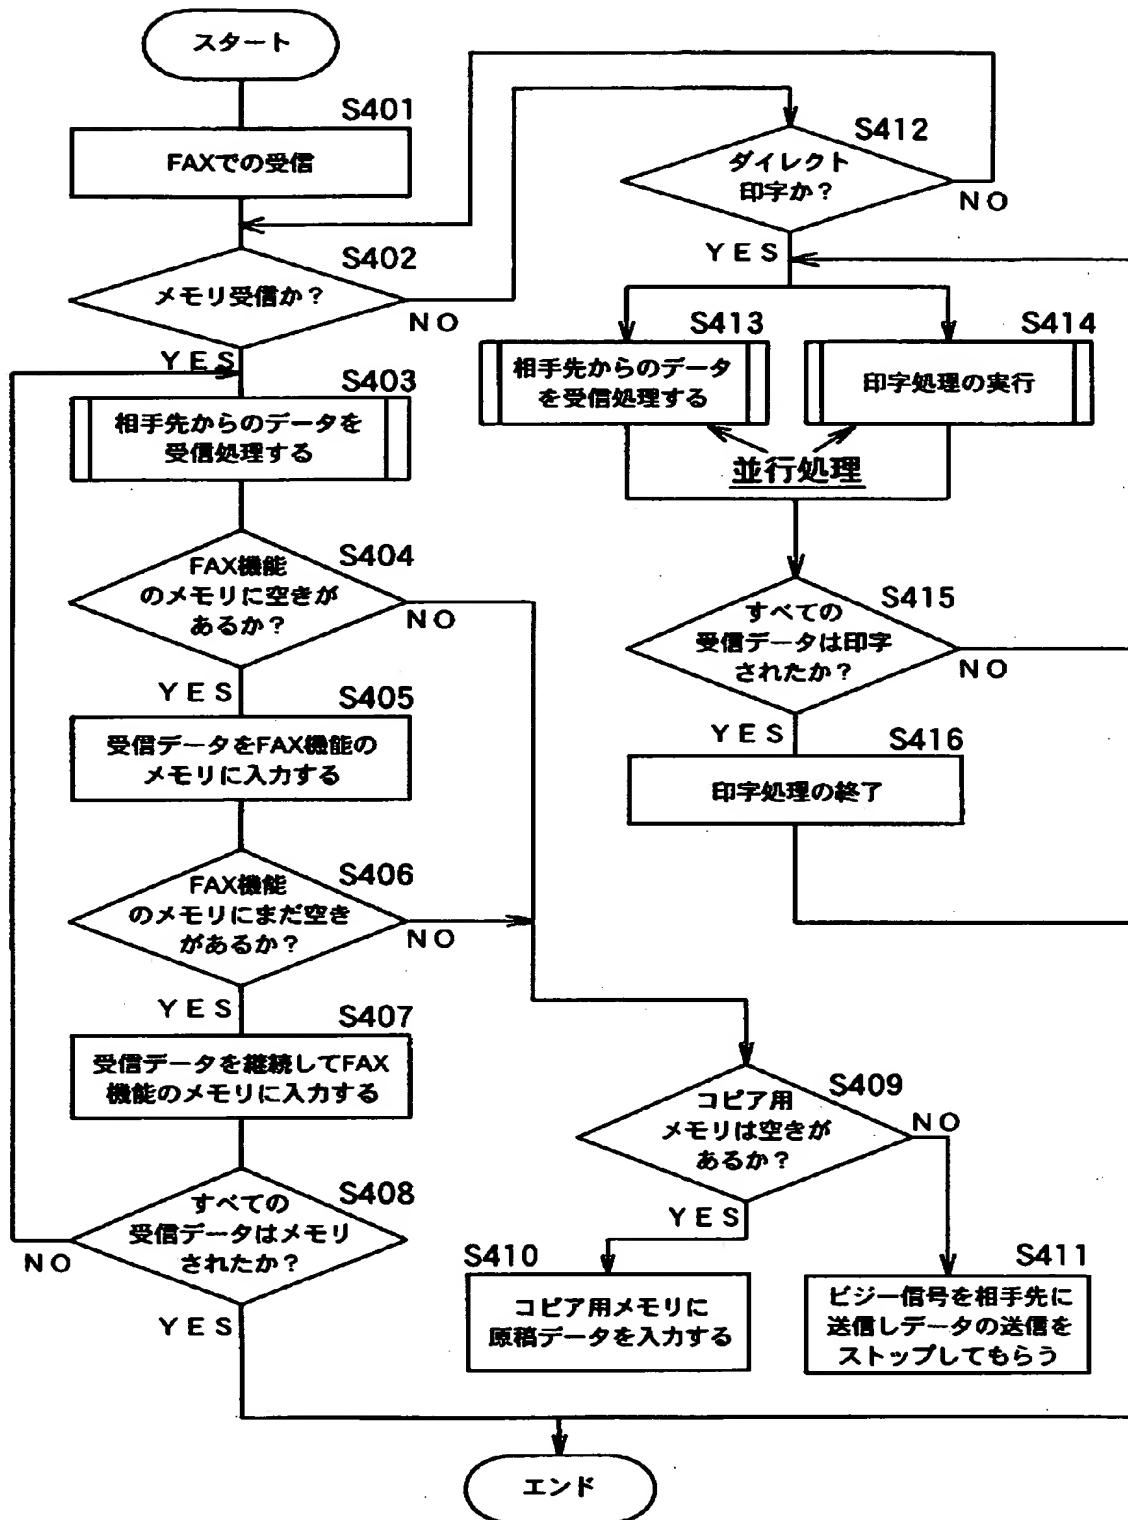 スタート
S401
FAXでの受信
S402
メモリ受信か?
NO
YES
S403
相手先からのデータを
受信処理する
S404
FAX機能
のメモリに空きが
あるか?
NO
YES
S405
受信データをFAX機能の
メモリに入力する
S406
FAX機能
のメモリにまだ空き
があるか?
NO
YES
S407
受信データを継続してFAX
機能のメモリに入力する
S408
すべての
受信データはメモリ
されたか?
NO
YES
S409
コピア用
メモリは空きが
あるか?
NO
YES
S410
コピア用メモリに
原稿データを入力する
S411
ビジー信号を相手先に
送信しデータの送信を
ストップしてもらう
S412
ダイレクト
印字か?
NO
YES
S413
相手先からのデータ
を受信処理する
S414
印字処理の実行
並行処理
S415
すべての
受信データは印字
されたか?
NO
YES
S416
印字処理の終了
エンド